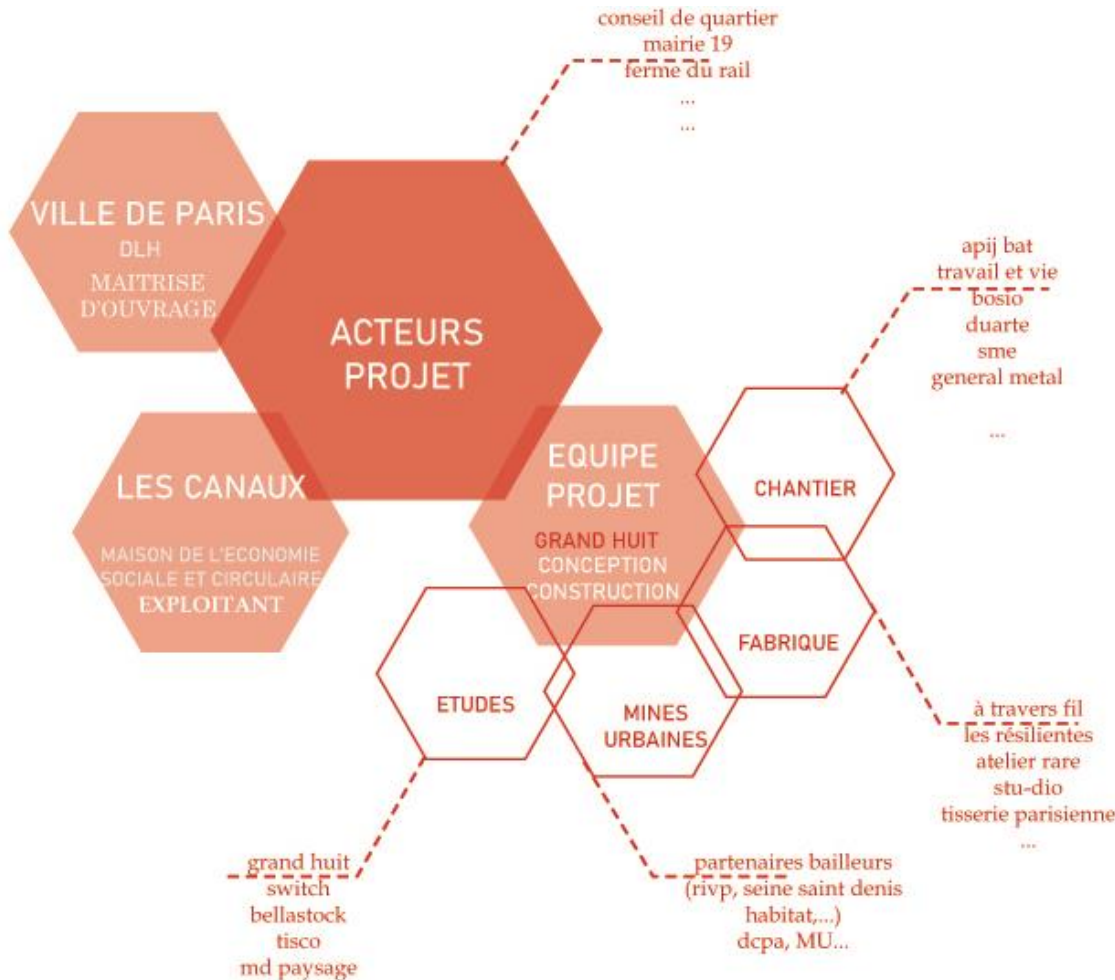 conseil de quartier
mairie 19
ferme du rail
...
...
VILLE DE PARIS
DLH
MAITRISE
D'OUVRAGE
ACTEURS
PROJET
apij bat
travail et vie
bosio
duarte
sme
general metal
...
LES CANAUX
MAISON DE L'ECONOMIE
SOCIALE ET CIRCULAIRE
EXPLOITANT
EQUIPE
PROJET
GRAND HUIT
CONCEPTION
CONSTRUCTION
CHANTIER
FABRIQUE
ETUDES
MINES
URBAINES
à travers fil
les résilientes
atelier rare
stu-dio
tisserie parisienne
...
grand huit
switch
bellastock
tisco
md paysage
partenaires bailleurs
(rivp, seine saint denis
habitat,...)
dcpa, MU...